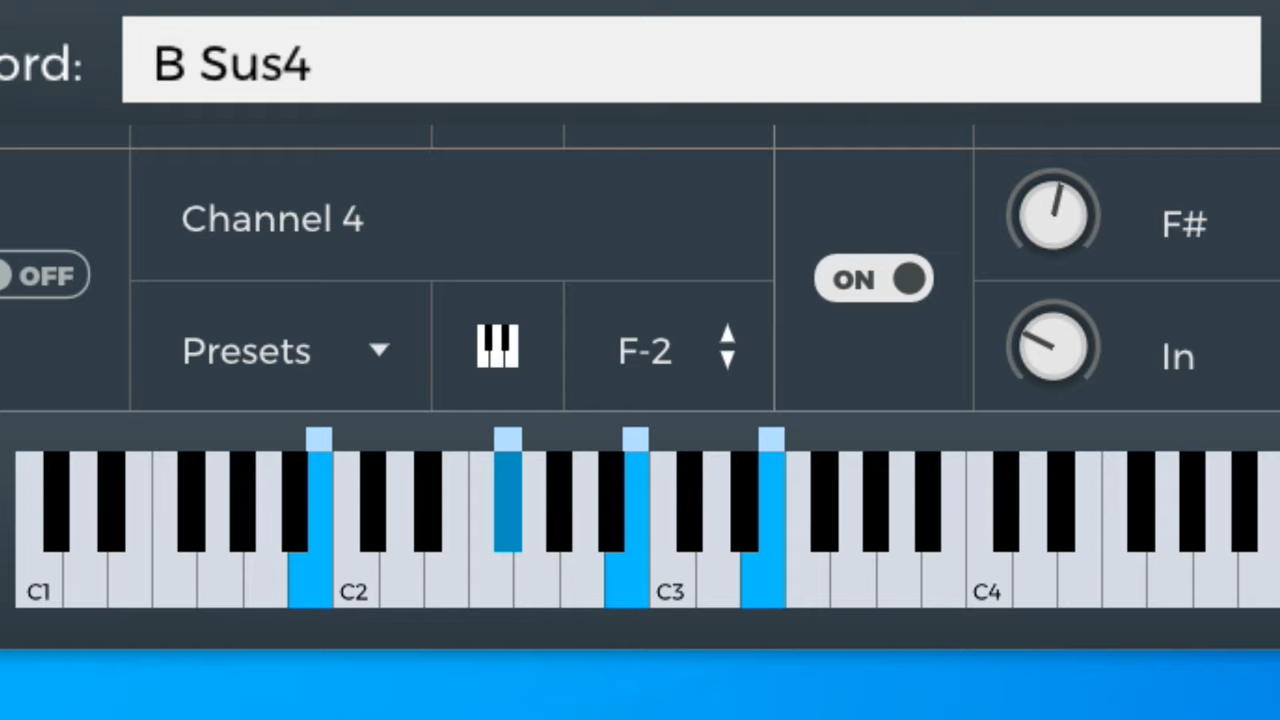 ord: B Sus4
Channel 4
F#
OFF
ON
Presets
F-2
In
C1
C2
C3
C4